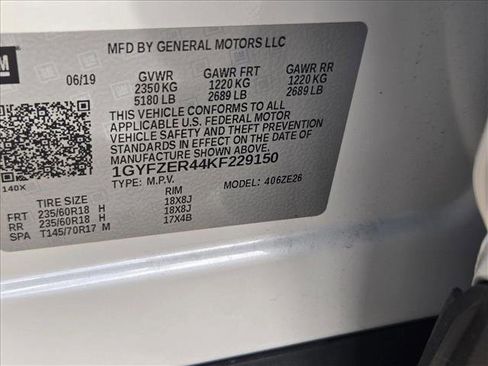 GM
MFD BY GENERAL MOTORS LLC
06/19 GVWR GAWR FRT GAWR RR
2350 KG 1220 KG 1220 KG
5180 LB 2689 LB 2689 LB
THIS VEHICLE CONFORMS TO ALL
APPLICABLE U.S. FEDERAL MOTOR
VEHICLE SAFETY AND THEFT PREVENTION
STANDARDS IN EFFECT ON THE DATE OF
MANUFACTURE SHOWN ABOVE.
1GYFZER44KF229150
140X TYPE: M.P.V. MODEL: 406ZE26
TIRE SIZE RIM
FRT 235/60R18 H 18X8J
RR 235/60R18 H 18X8J
SPA T145/70R17 M 17X4B